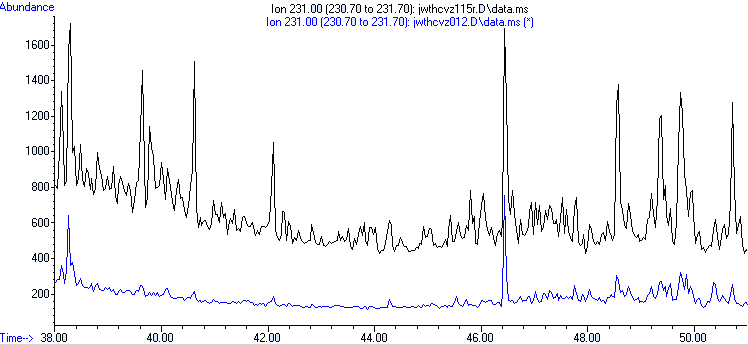 Abundance
Ion 231.00 (230.70 to 231.70): jwthcvz115r.D\data.ms
Ion 231.00 (230.70 to 231.70): jwthcvz012.D\data.ms (*)
1600
1400
1200
1000
800
600
400
200
Time--> 38.00 40.00 42.00 44.00 46.00 48.00 50.00